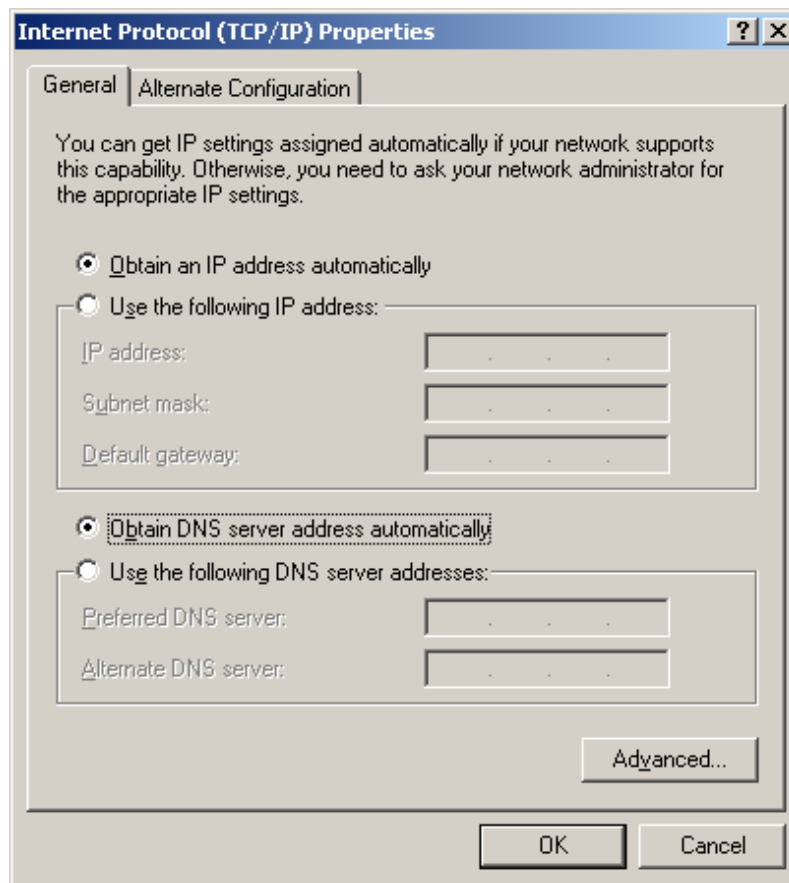 Internet Protocol (TCP/IP) Properties
General
Alternate Configuration
You can get IP settings assigned automatically if your network supports
this capability. Otherwise, you need to ask your network administrator for
the appropriate IP settings.
Obtain an IP address automatically
Use the following IP address:
IP address:
Subnet mask:
Default gateway:
Obtain DNS server address automatically
Use the following DNS server addresses:
Preferred DNS server:
Alternate DNS server:
Advanced...
OK
Cancel